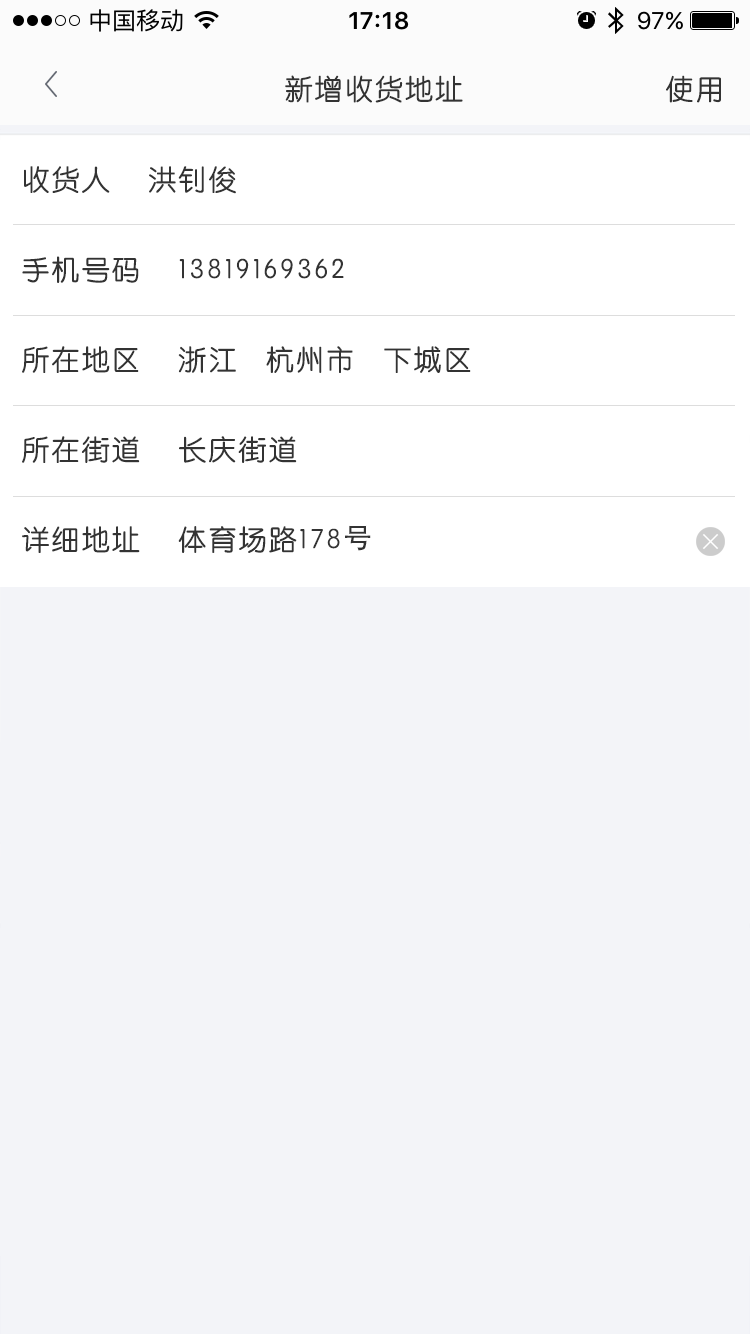 中国移动 17:18 97%
新增收货地址 使用
收货人 洪钊俊
手机号码 13819169362
所在地区 浙江 杭州市 下城区
所在街道 长庆街道
详细地址 体育场路178号